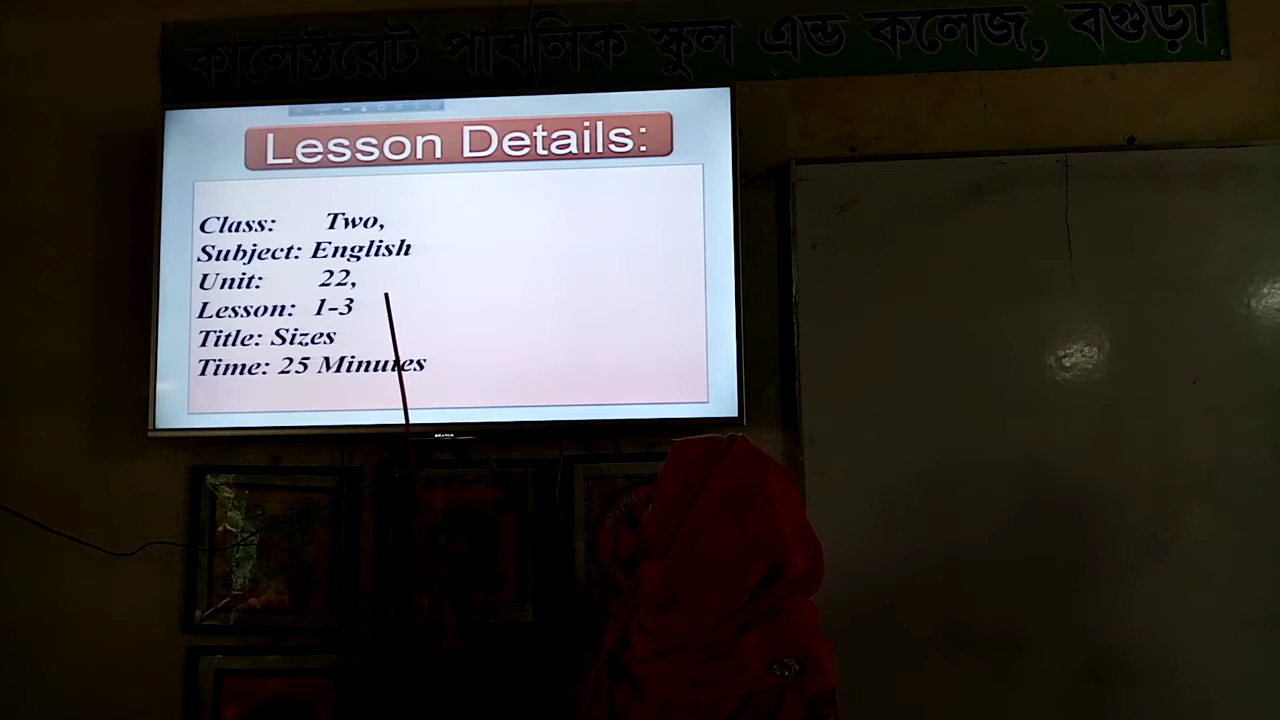 কালেক্টরেট পাবলিক স্কুল এন্ড কলেজ, বগুড়া
Lesson Details:
Class: Two,
Subject: English
Unit: 22,
Lesson: 1-3
Title: Sizes
Time: 25 Minutes